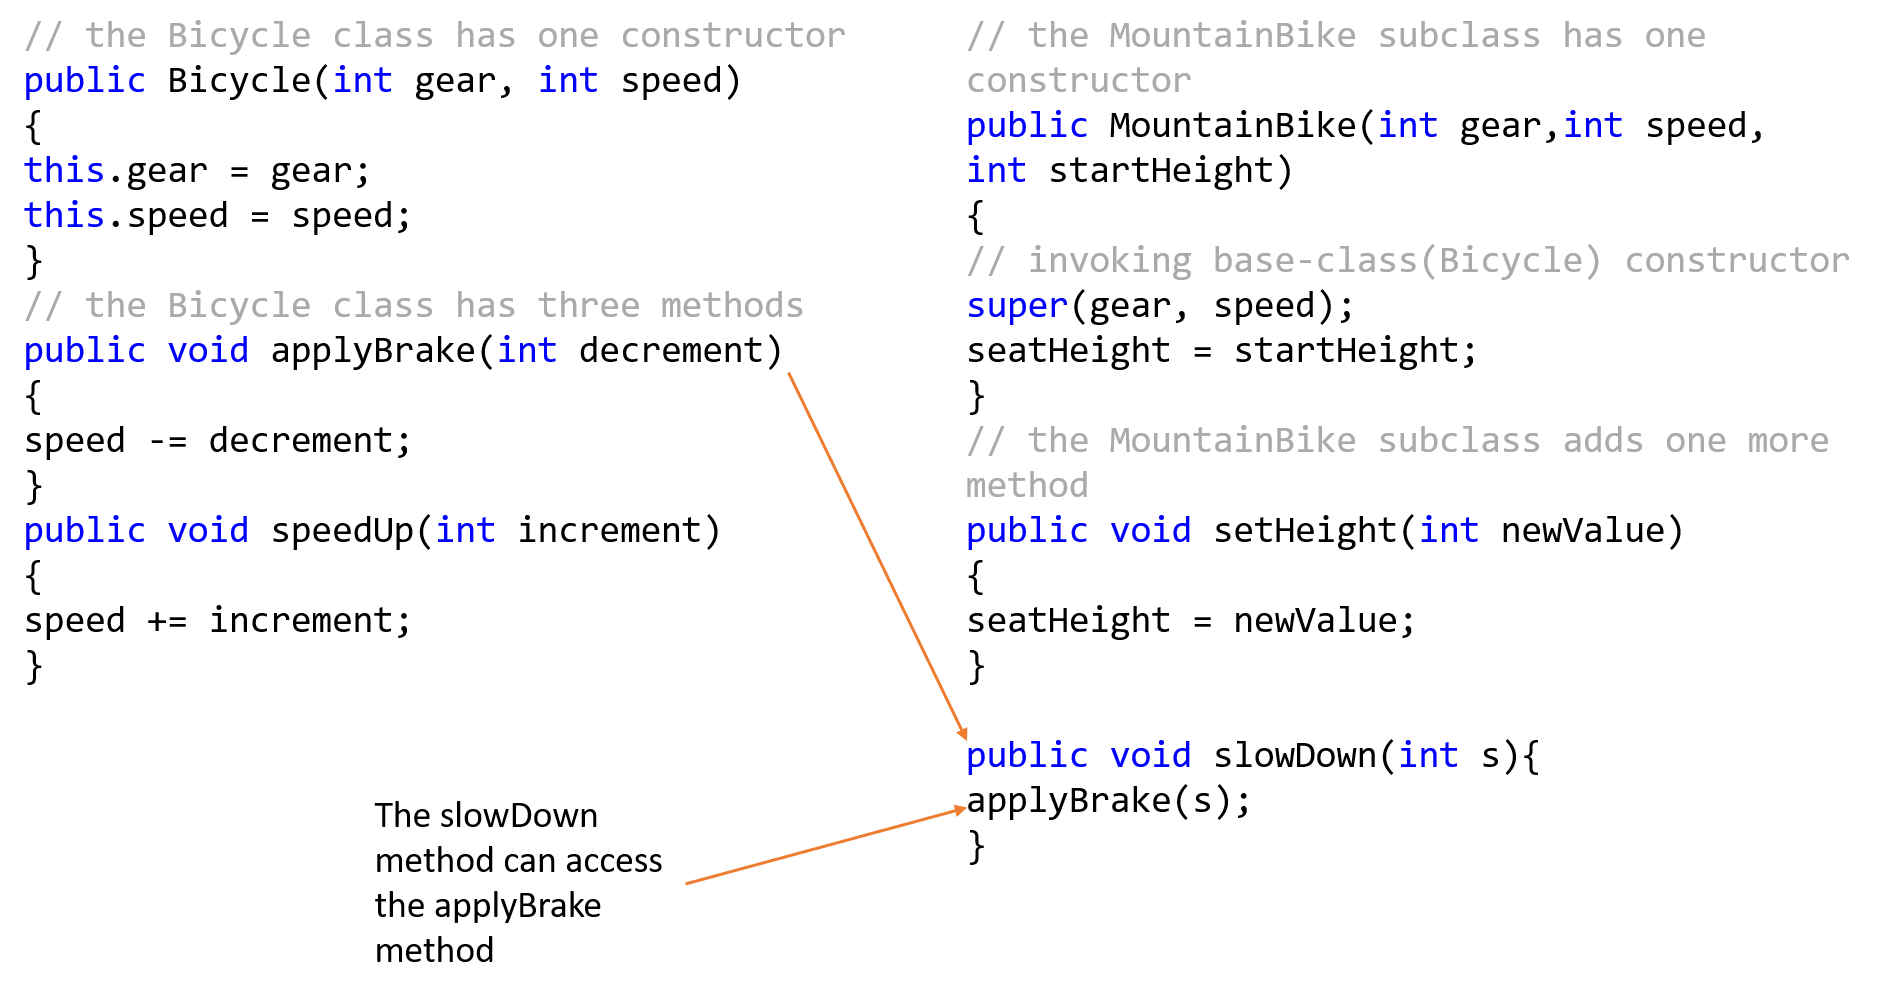 // the Bicycle class has one constructor
public Bicycle(int gear, int speed)
{
this.gear = gear;
this.speed = speed;
}
// the Bicycle class has three methods
public void applyBrake(int decrement)
{
speed -= decrement;
}
public void speedUp(int increment)
{
speed += increment;
}
The slowDown
method can access
the applyBrake
method
// the MountainBike subclass has one
constructor
public MountainBike(int gear,int speed,
int startHeight)
{
// invoking base-class(Bicycle) constructor
super(gear, speed);
seatHeight = startHeight;
}
// the MountainBike subclass adds one more
method
public void setHeight(int newValue)
{
seatHeight = newValue;
}
public void slowDown(int s){
applyBrake(s);
}